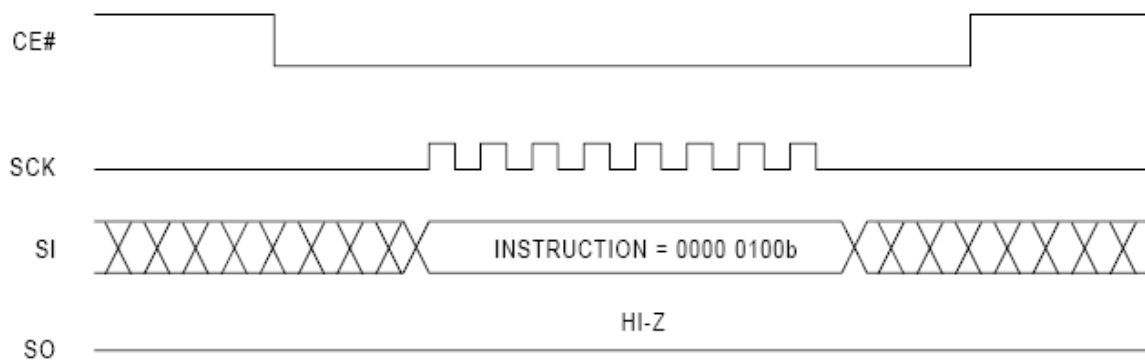 CE#
SCK
SI INSTRUCTION = 0000 0100b
HI-Z
SO